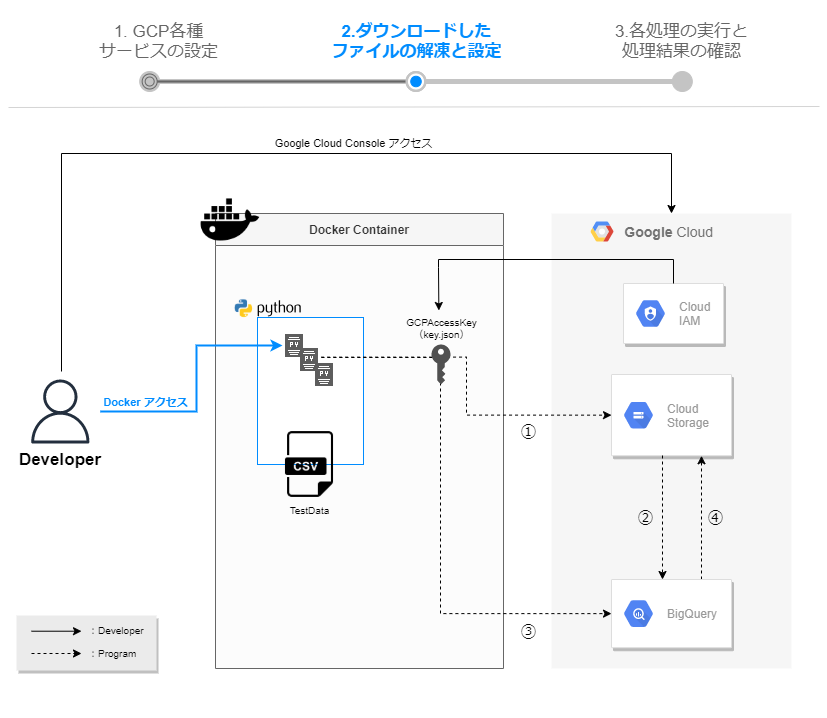 1. GCP各種
サービスの設定
2.ダウンロードした
ファイルの解凍と設定
3.各処理の実行と
処理結果の確認
Google Cloud Console アクセス
Docker Container
Google Cloud
python
GCPAccessKey
（key.json）
Cloud
IAM
PY
PY
PY
Docker アクセス
Cloud
Storage
①
Developer
CSV
TestData
②
④
BigQuery
③
：Developer
：Program